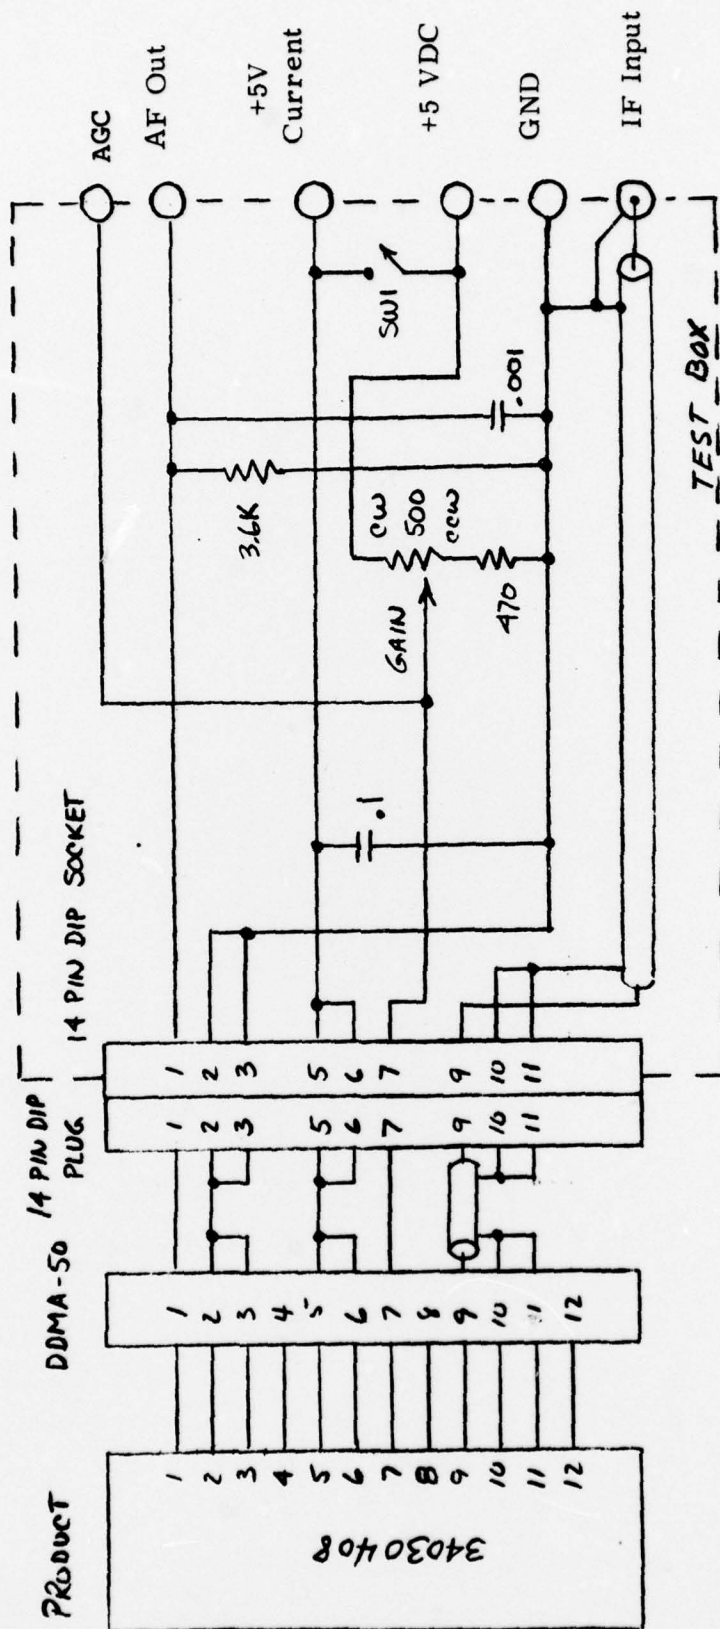 PRODUCT
34030408
1
2
3
4
5
6
7
8
9
10
11
12
DDMA-50
1
2
3
4
5
6
7
8
9
10
11
12
14 PIN DIP
PLUG
1
2
3
5
6
7
9
10
11
14 PIN DIP SOCKET
1
2
3
5
6
7
9
10
11
.1
GAIN
CW
500
CCW
470
3.6K
.001
SW1
TEST BOX
AGC
AF Out
+5V
Current
+5 VDC
GND
IF Input